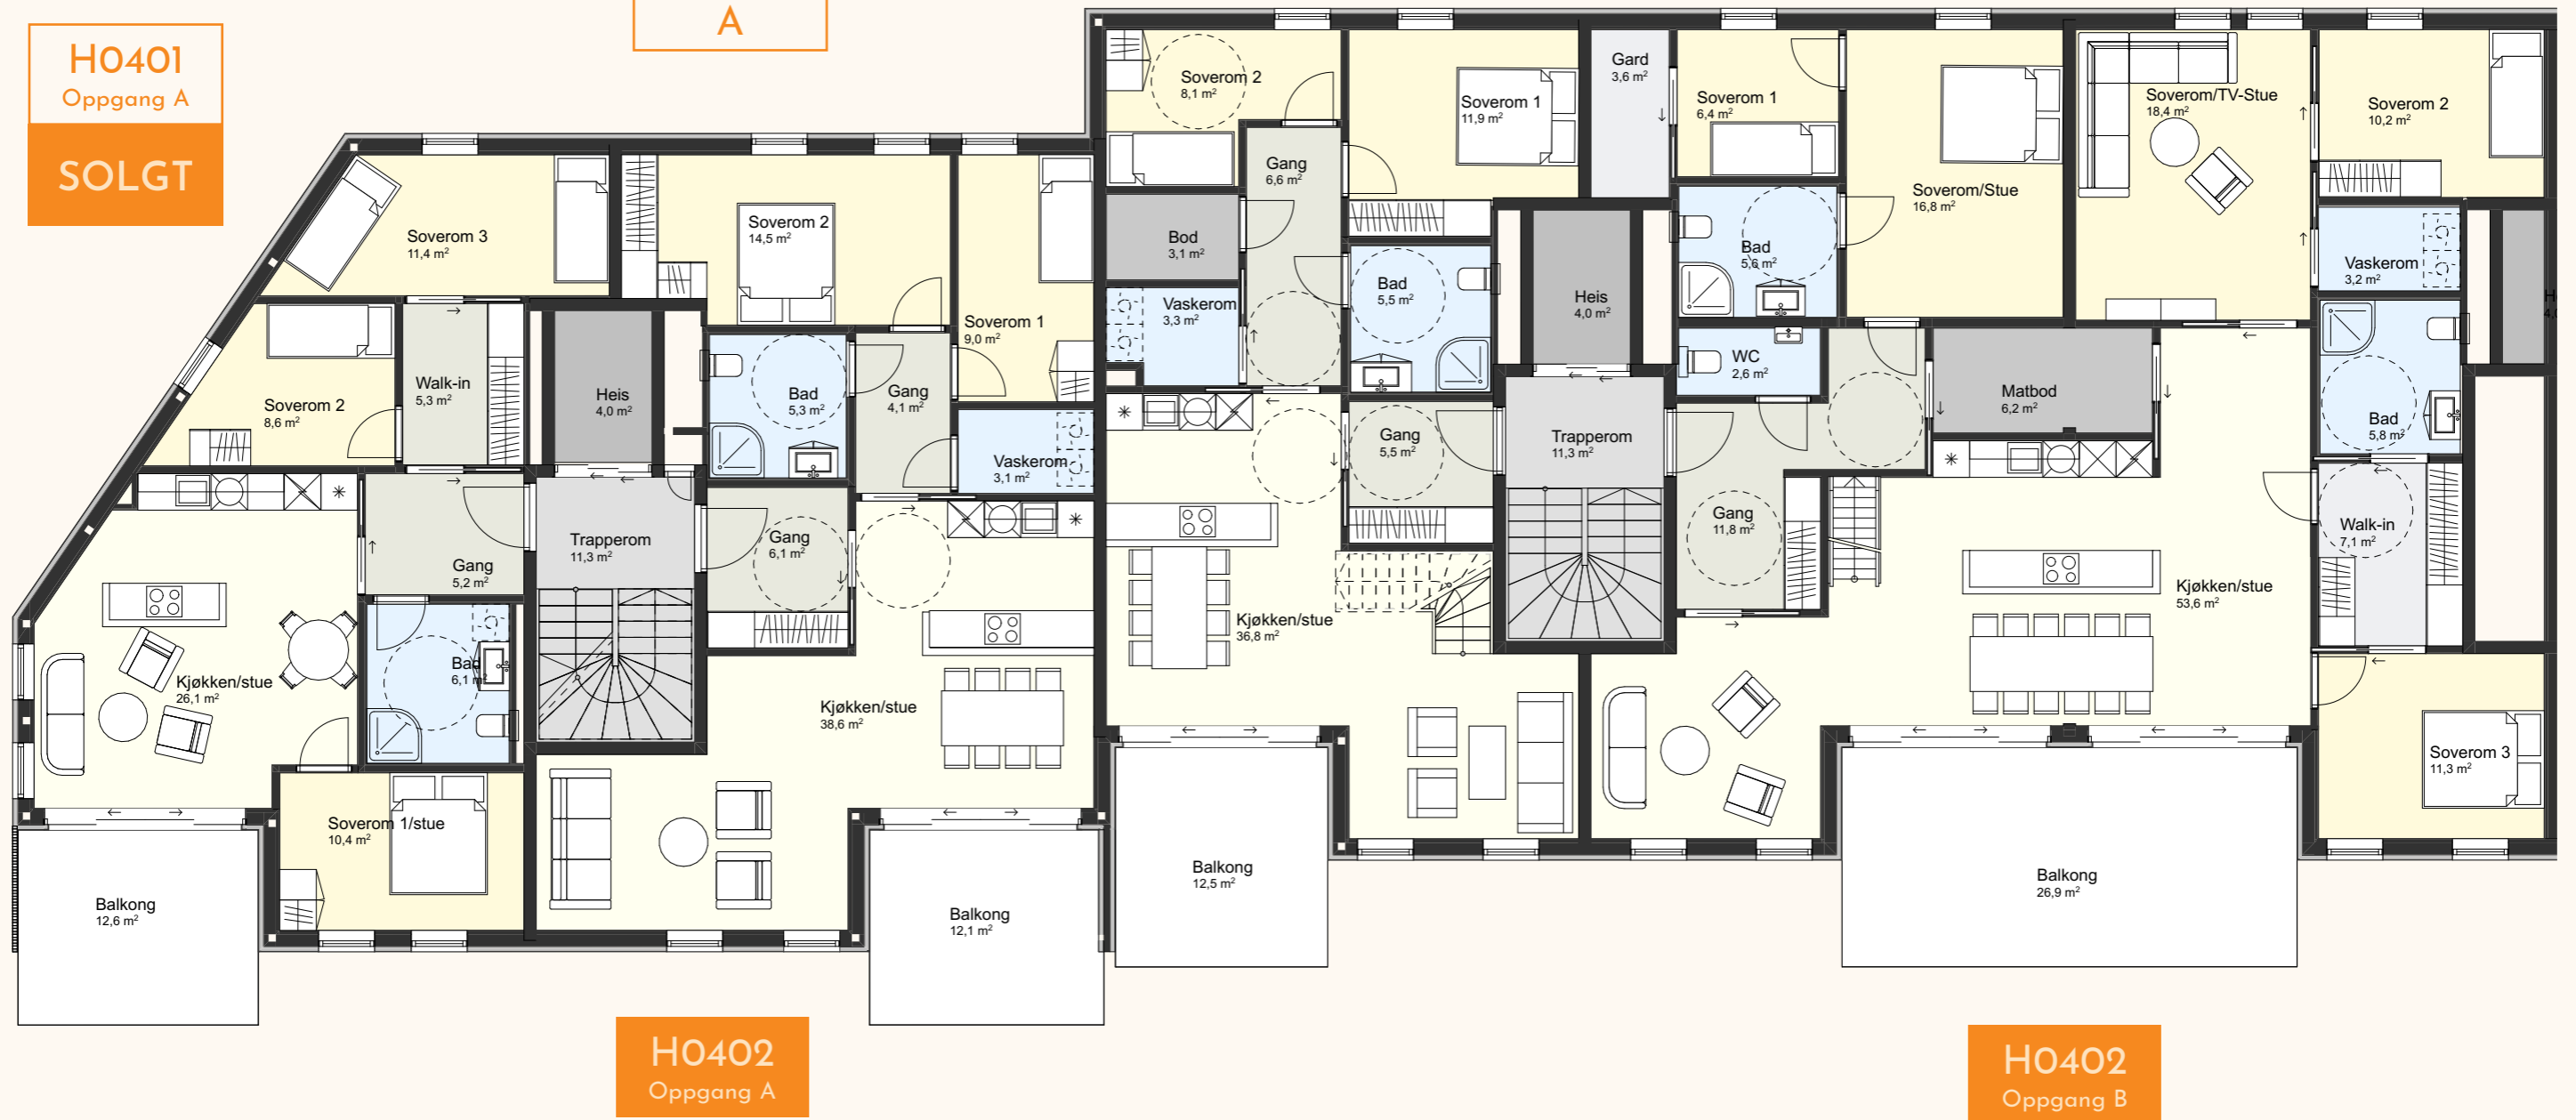 H0401
Oppgang A
SOLGT
A
Soverom 3
11,4 m²
Soverom 2
14,5 m²
Soverom 1
9,0 m²
Soverom 2
8,6 m²
Walk-in
5,3 m²
Heis
4,0 m²
Bad
5,3 m²
Gang
4,1 m²
Vaskerom
3,1 m²
Gang
5,2 m²
Trapperom
11,3 m²
Gang
6,1 m²
Bad
6,1 m²
Kjøkken/stue
26,1 m²
Kjøkken/stue
38,6 m²
Soverom 1/stue
10,4 m²
Balkong
12,6 m²
Balkong
12,1 m²
Soverom 2
8,1 m²
Soverom 1
11,9 m²
Gang
6,6 m²
Bod
3,1 m²
Vaskerom
3,3 m²
Bad
5,5 m²
Heis
4,0 m²
Gang
5,5 m²
Trapperom
11,3 m²
Kjøkken/stue
36,8 m²
Balkong
12,5 m²
Gard
3,6 m²
Soverom 1
6,4 m²
Soverom/Stue
16,8 m²
Soverom/TV-Stue
18,4 m²
Soverom 2
10,2 m²
Bad
5,6 m²
Vaskerom
3,2 m²
WC
2,6 m²
Matbod
6,2 m²
Bad
5,8 m²
Gang
11,8 m²
Walk-in
7,1 m²
Kjøkken/stue
53,6 m²
Soverom 3
11,3 m²
Balkong
26,9 m²
H0402
Oppgang A
H0402
Oppgang B